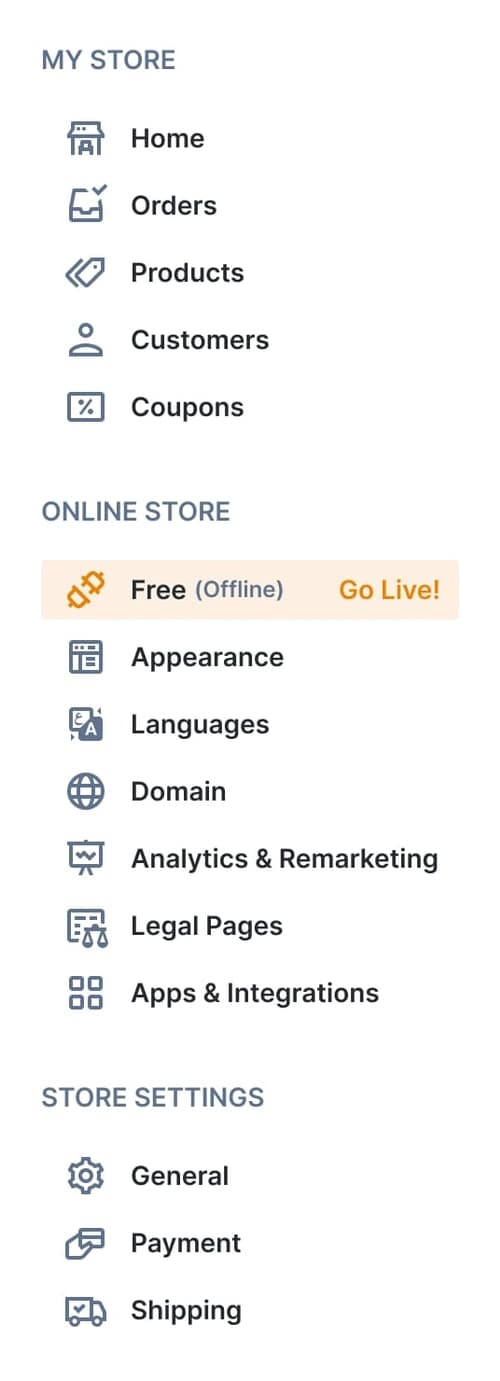 MY STORE
Home
Orders
Products
Customers
Coupons
ONLINE STORE
Free (Offline) Go Live!
Appearance
Languages
Domain
Analytics & Remarketing
Legal Pages
Apps & Integrations
STORE SETTINGS
General
Payment
Shipping